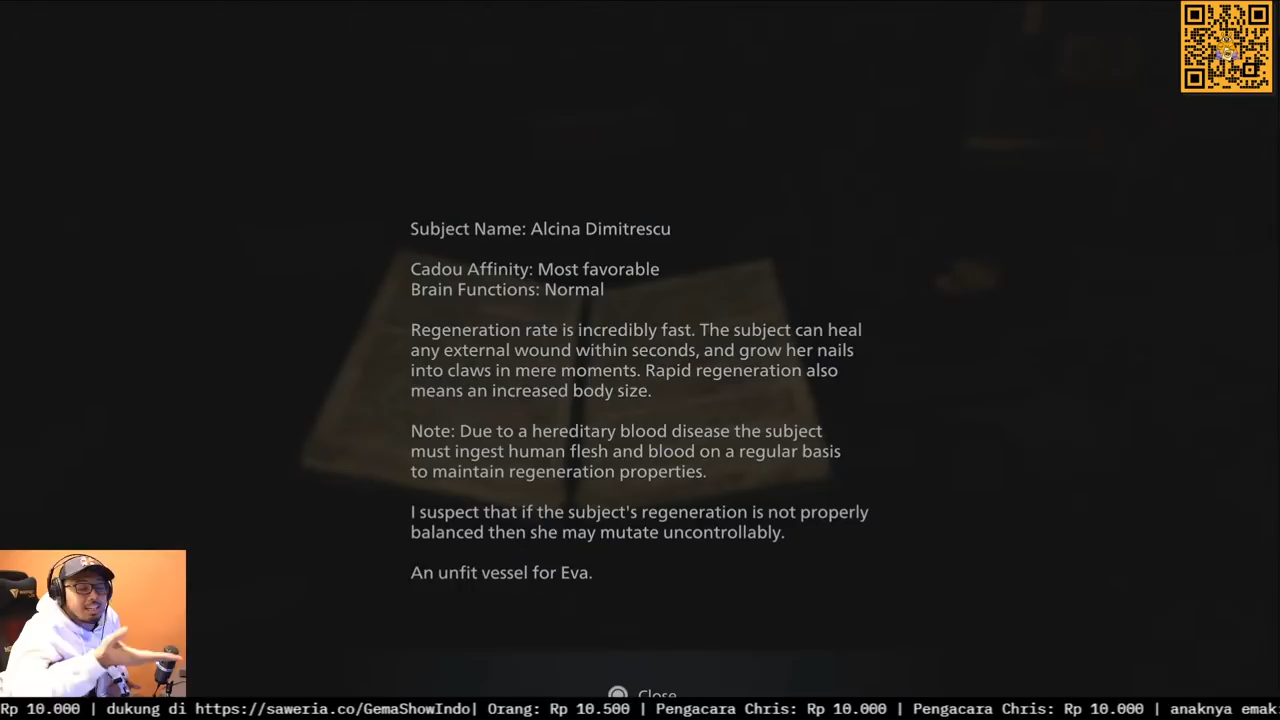 Subject Name: Alcina Dimitrescu
Cadou Affinity: Most favorable
Brain Functions: Normal
Regeneration rate is incredibly fast. The subject can heal
any external wound within seconds, and grow her nails
into claws in mere moments. Rapid regeneration also
means an increased body size.
Note: Due to a hereditary blood disease the subject
must ingest human flesh and blood on a regular basis
to maintain regeneration properties.
I suspect that if the subject's regeneration is not properly
balanced then she may mutate uncontrollably.
An unfit vessel for Eva.
Close
Rp 10.000 | dukung di https://saweria.co/GemaShowIndo| Orang: Rp 10.500 | Pengacara Chris: Rp 10.000 | Pengacara Chris: Rp 10.000 | anaknya emak